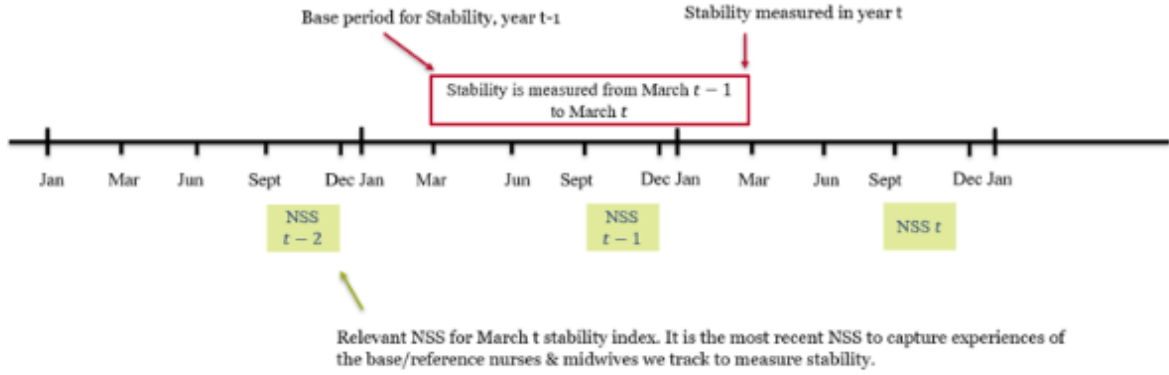 Base period for Stability, year t-1
Stability measured in year t
Stability is measured from March t − 1
to March t
Jan Mar Jun Sept Dec Jan Mar Jun Sept Dec Jan Mar Jun Sept Dec Jan
NSS
t − 2
NSS
t − 1
NSS t
Relevant NSS for March t stability index. It is the most recent NSS to capture experiences of
the base/reference nurses & midwives we track to measure stability.